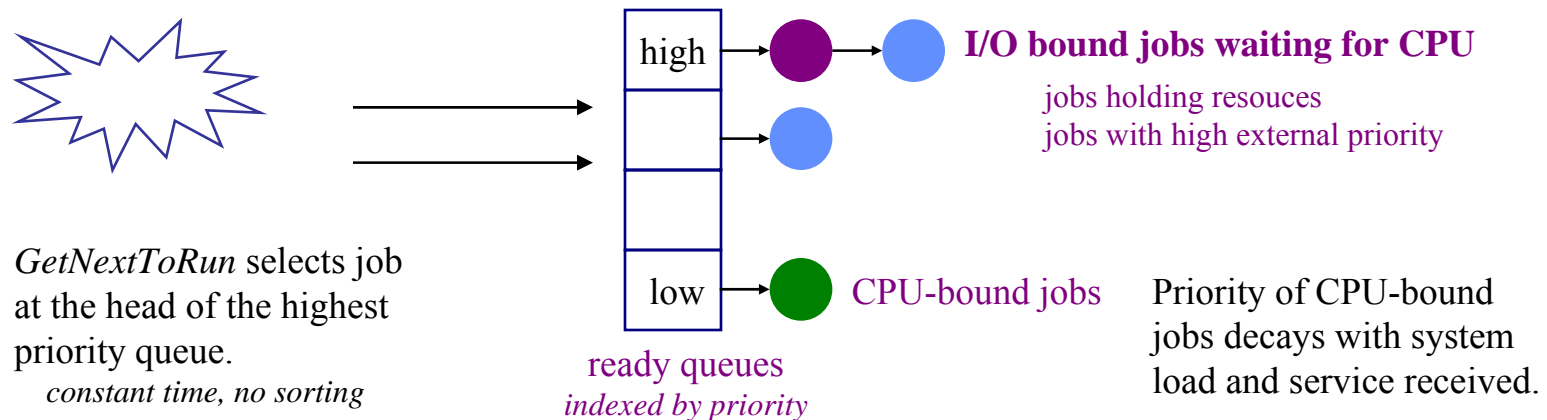 high
I/O bound jobs waiting for CPU
jobs holding resouces
jobs with high external priority
GetNextToRun selects job
at the head of the highest
priority queue.
constant time, no sorting
low
CPU-bound jobs
ready queues
indexed by priority
Priority of CPU-bound
jobs decays with system
load and service received.